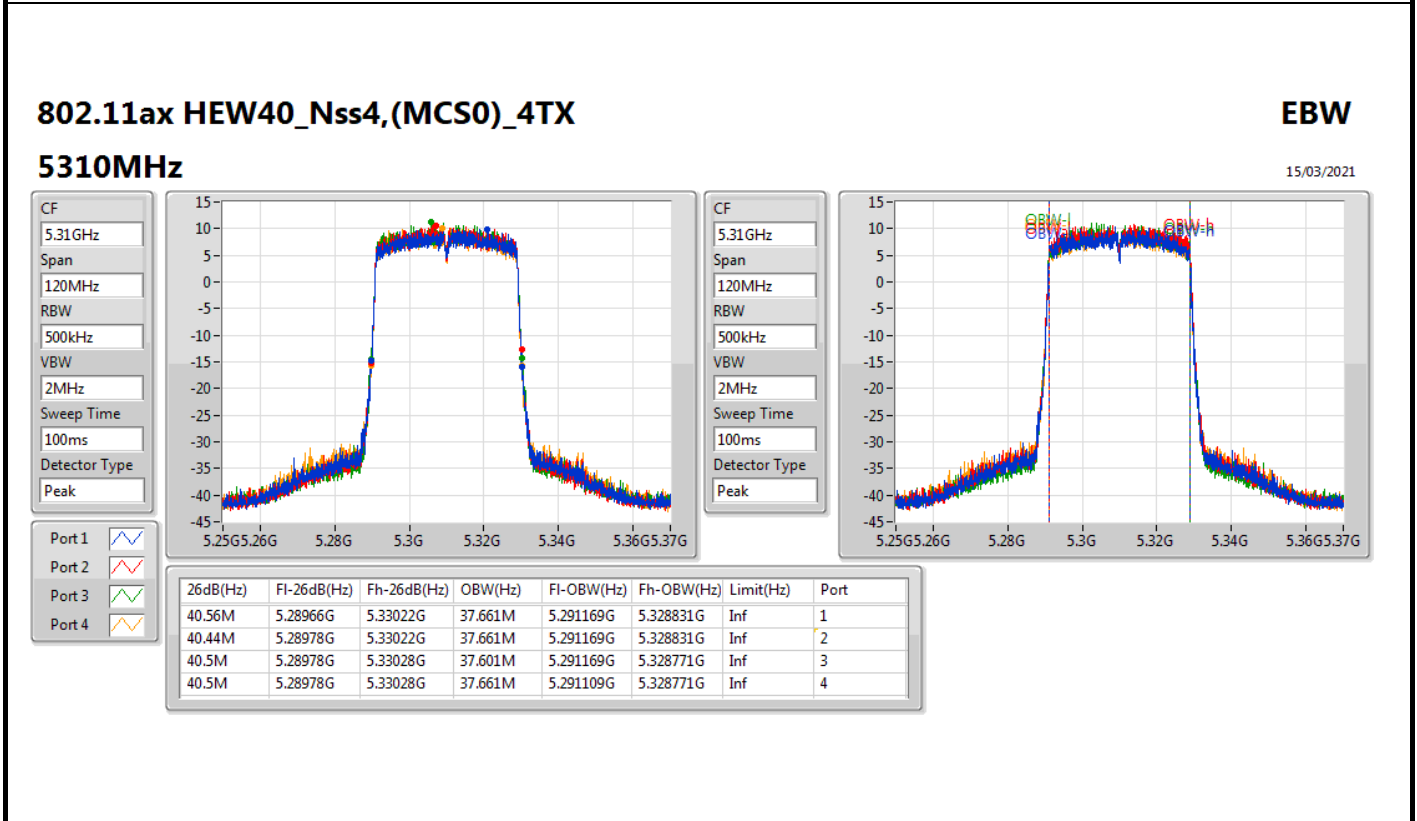 802.11ax HEW40_Nss4,(MCS0)_4TX EBW
5310MHz 15/03/2021
CF
5.31GHz
Span
120MHz
RBW
500kHz
VBW
2MHz
Sweep Time
100ms
Detector Type
Peak
15
10
5
0
-5
-10
-15
-20
-25
-30
-35
-40
-45
5.25G 5.26G 5.28G 5.3G 5.32G 5.34G 5.36G 5.37G
CF
5.31GHz
Span
120MHz
RBW
500kHz
VBW
2MHz
Sweep Time
100ms
Detector Type
Peak
15
10
5
0
-5
-10
-15
-20
-25
-30
-35
-40
-45
OBW-l OBW-h
5.25G 5.26G 5.28G 5.3G 5.32G 5.34G 5.36G 5.37G
Port 1
Port 2
Port 3
Port 4
26dB(Hz) Fl-26dB(Hz) Fh-26dB(Hz) OBW(Hz) Fl-OBW(Hz) Fh-OBW(Hz) Limit(Hz) Port
40.56M 5.28966G 5.33022G 37.661M 5.291169G 5.328831G Inf 1
40.44M 5.28978G 5.33022G 37.661M 5.291169G 5.328831G Inf 2
40.5M 5.28978G 5.33028G 37.601M 5.291169G 5.328771G Inf 3
40.5M 5.28978G 5.33028G 37.661M 5.291109G 5.328771G Inf 4